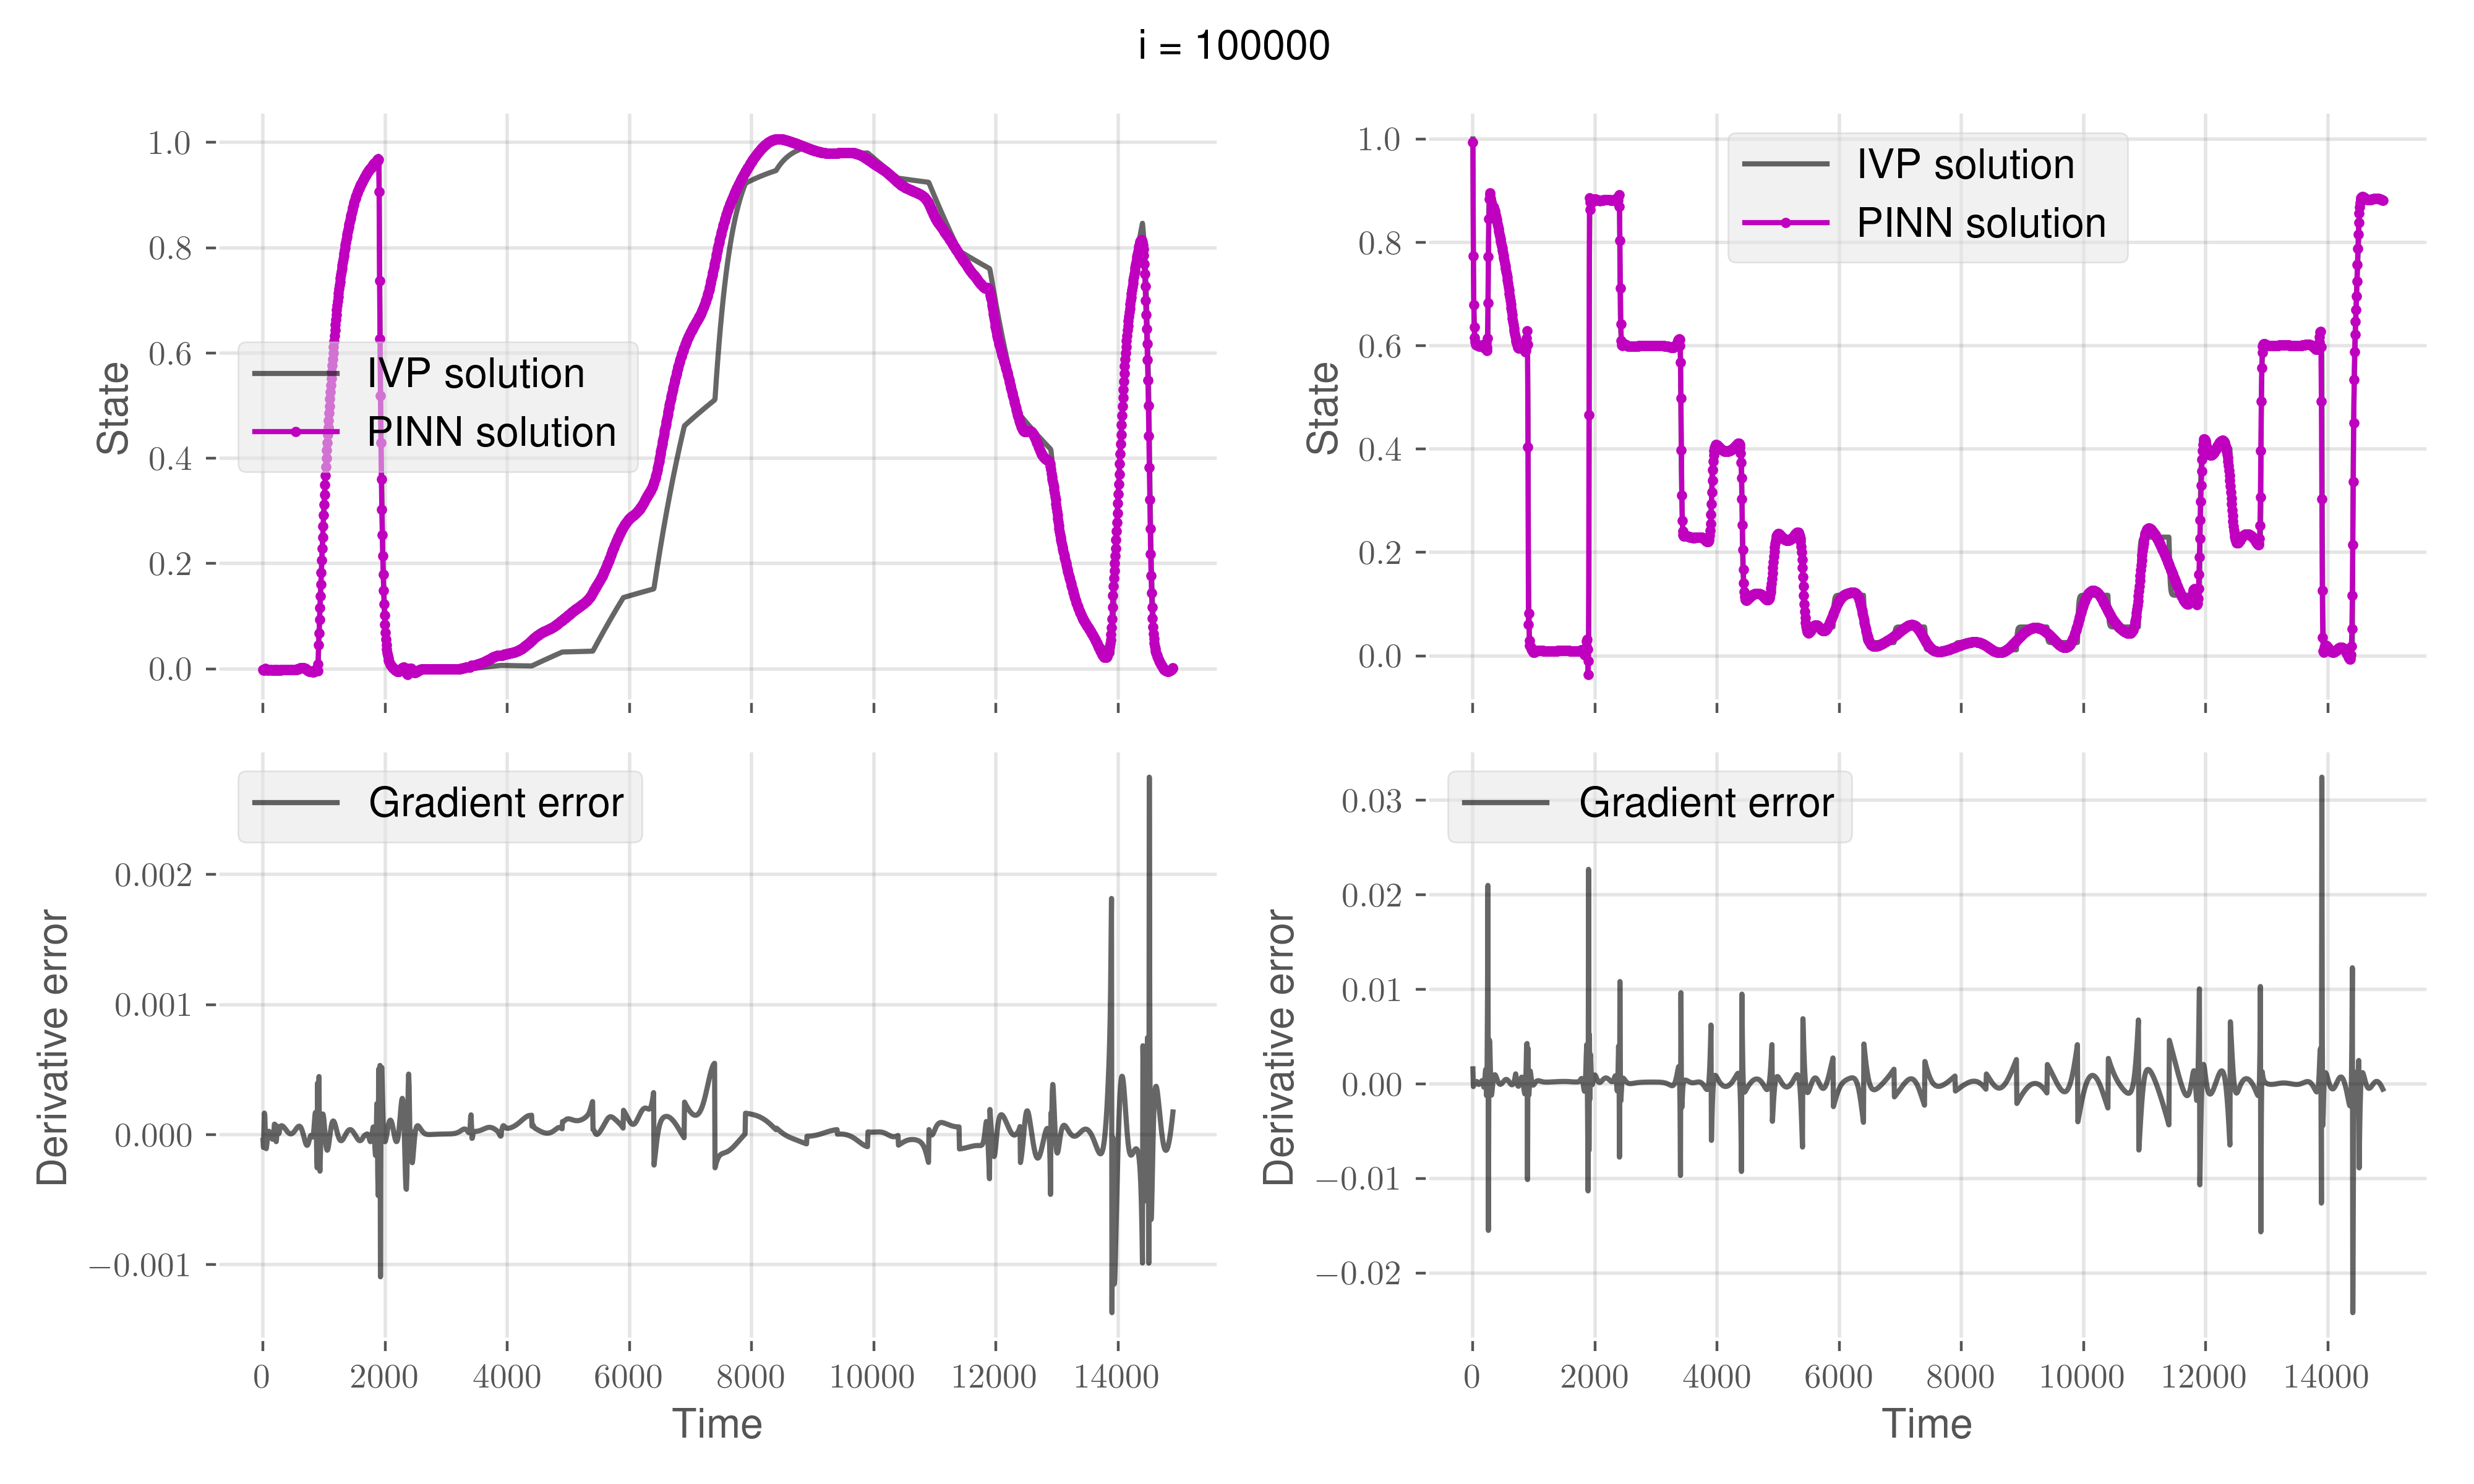 i = 100000
1.0
0.8
0.6
0.4
0.2
0.0
State
IVP solution
PINN solution
1.0
0.8
0.6
0.4
0.2
0.0
State
IVP solution
PINN solution
0.002
0.001
0.000
−0.001
Derivative error
Gradient error
0 2000 4000 6000 8000 10000 12000 14000
Time
0.03
0.02
0.01
0.00
−0.01
−0.02
Derivative error
Gradient error
0 2000 4000 6000 8000 10000 12000 14000
Time